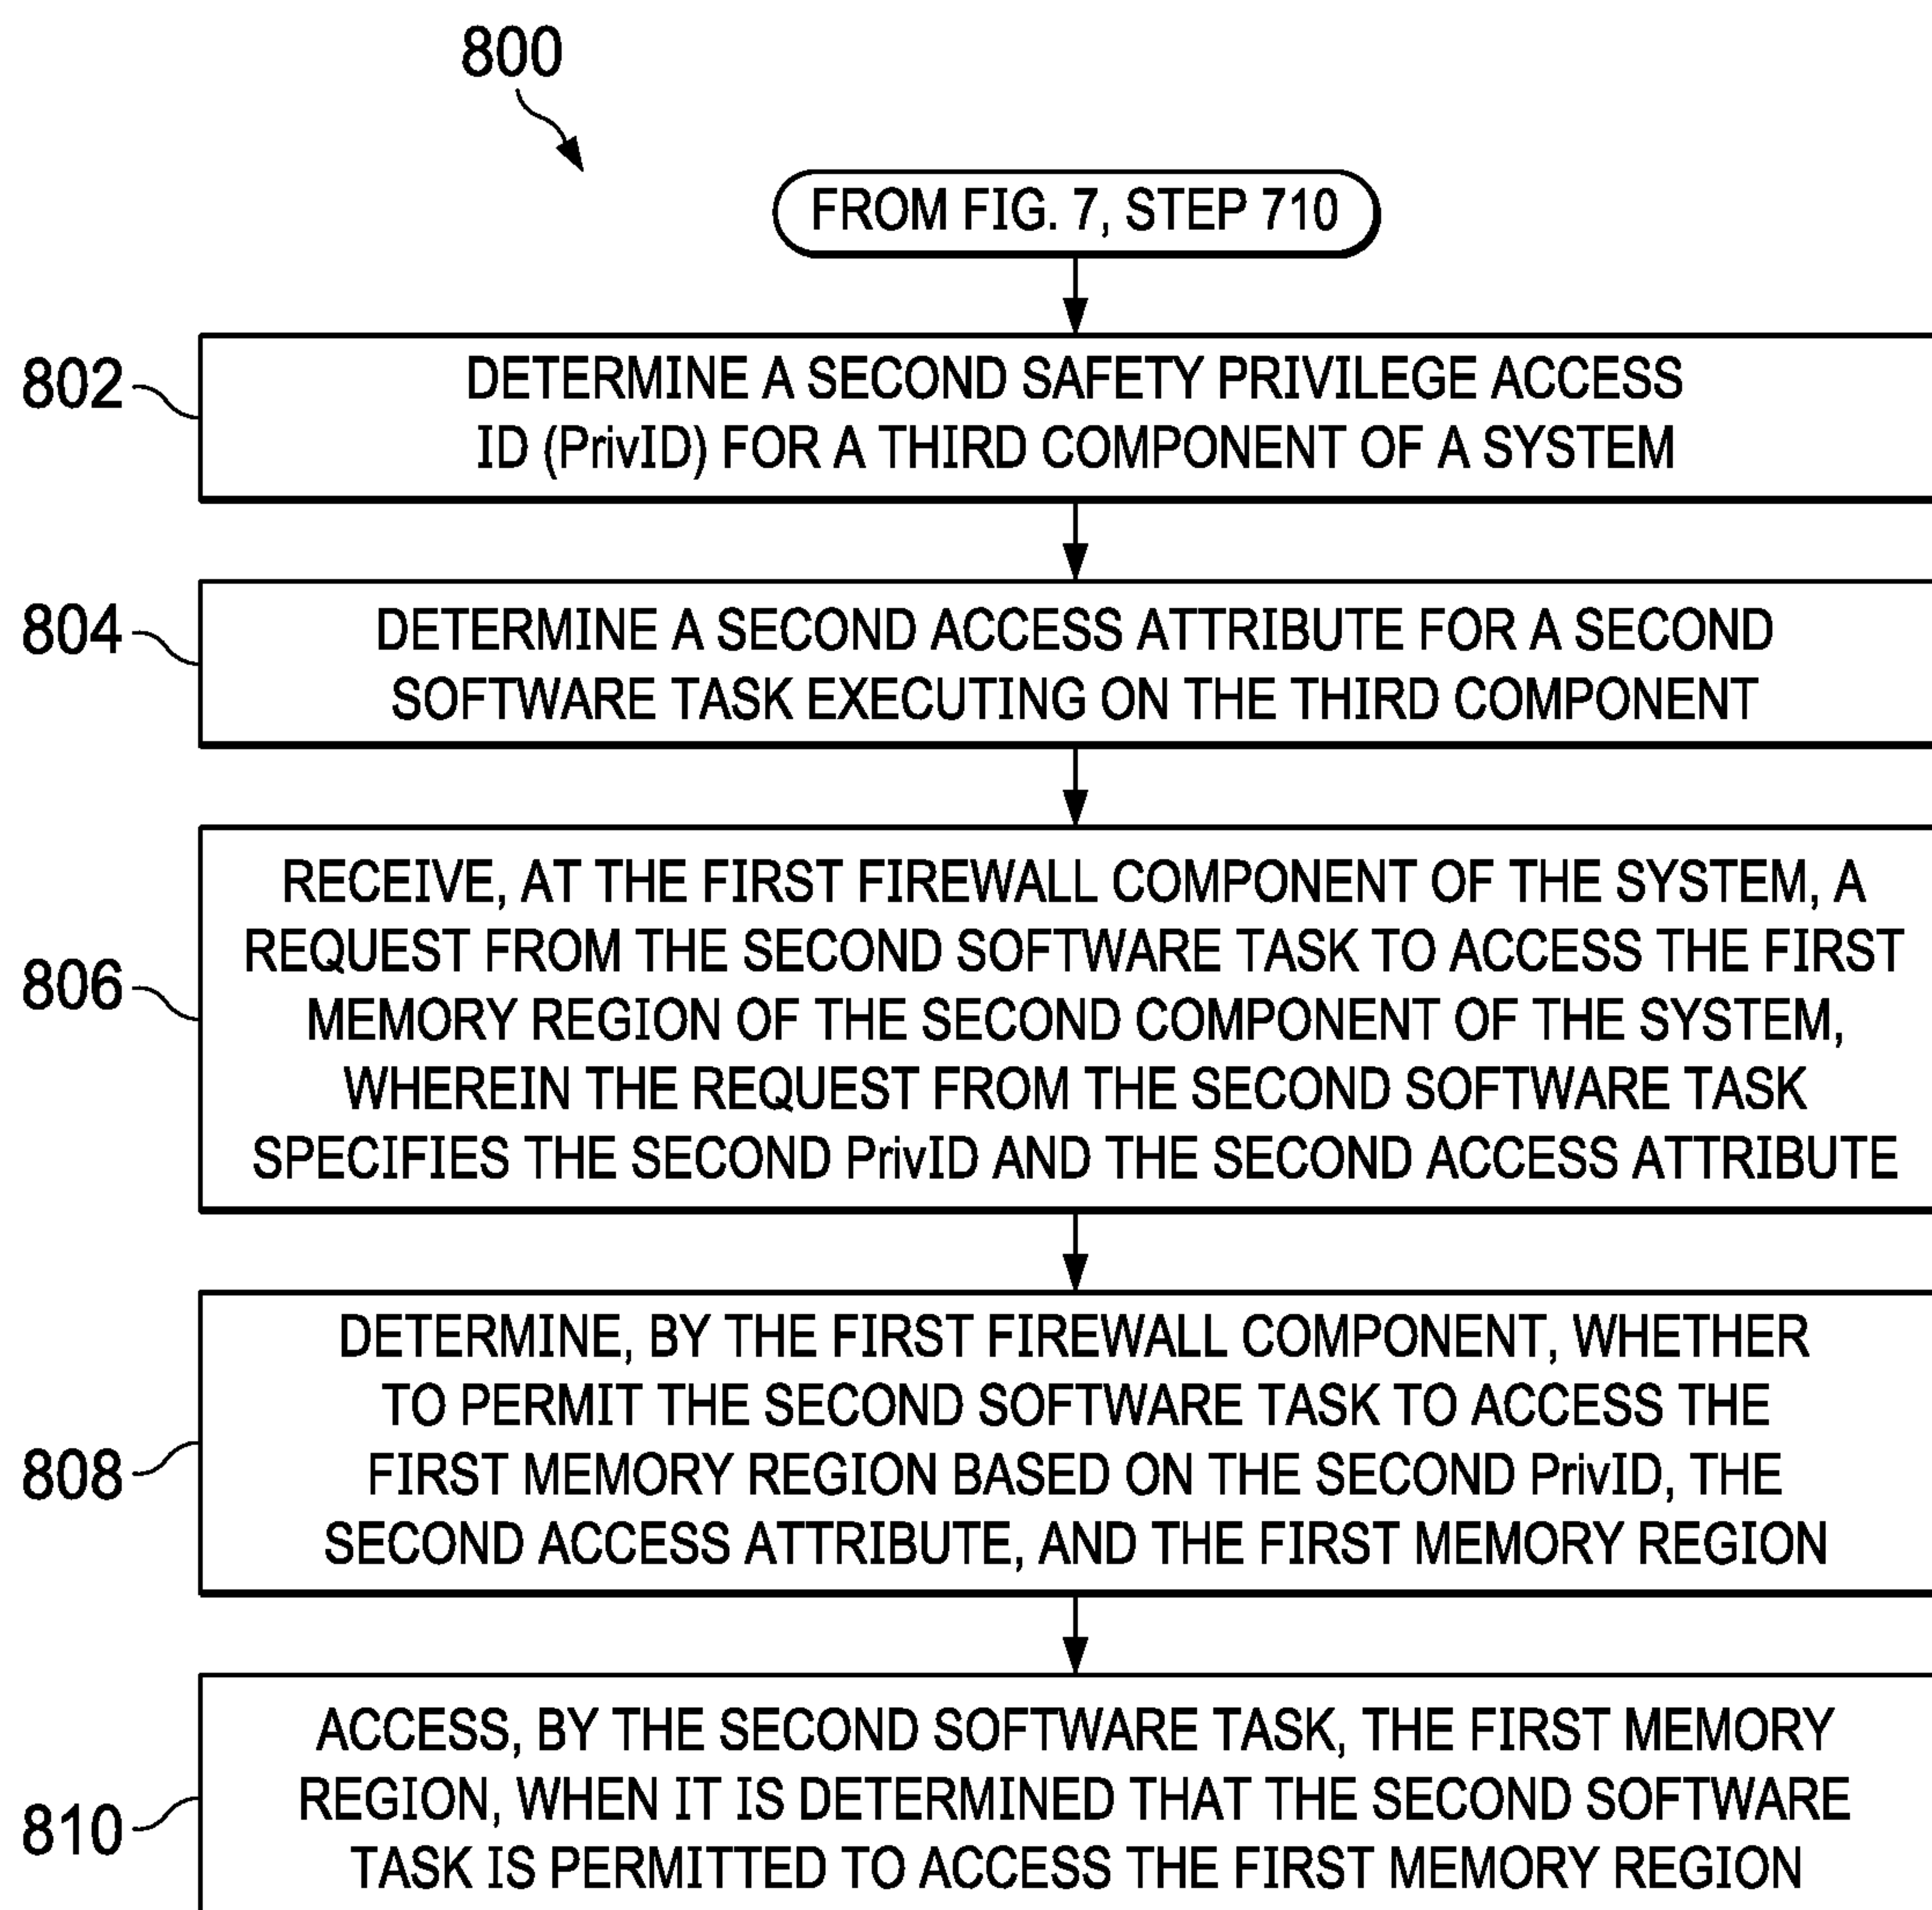 800
FROM FIG. 7, STEP 710
802
DETERMINE A SECOND SAFETY PRIVILEGE ACCESS
ID (PrivID) FOR A THIRD COMPONENT OF A SYSTEM
804
DETERMINE A SECOND ACCESS ATTRIBUTE FOR A SECOND
SOFTWARE TASK EXECUTING ON THE THIRD COMPONENT
806
RECEIVE, AT THE FIRST FIREWALL COMPONENT OF THE SYSTEM, A
REQUEST FROM THE SECOND SOFTWARE TASK TO ACCESS THE FIRST
MEMORY REGION OF THE SECOND COMPONENT OF THE SYSTEM,
WHEREIN THE REQUEST FROM THE SECOND SOFTWARE TASK
SPECIFIES THE SECOND PrivID AND THE SECOND ACCESS ATTRIBUTE
808
DETERMINE, BY THE FIRST FIREWALL COMPONENT, WHETHER
TO PERMIT THE SECOND SOFTWARE TASK TO ACCESS THE
FIRST MEMORY REGION BASED ON THE SECOND PrivID, THE
SECOND ACCESS ATTRIBUTE, AND THE FIRST MEMORY REGION
810
ACCESS, BY THE SECOND SOFTWARE TASK, THE FIRST MEMORY
REGION, WHEN IT IS DETERMINED THAT THE SECOND SOFTWARE
TASK IS PERMITTED TO ACCESS THE FIRST MEMORY REGION